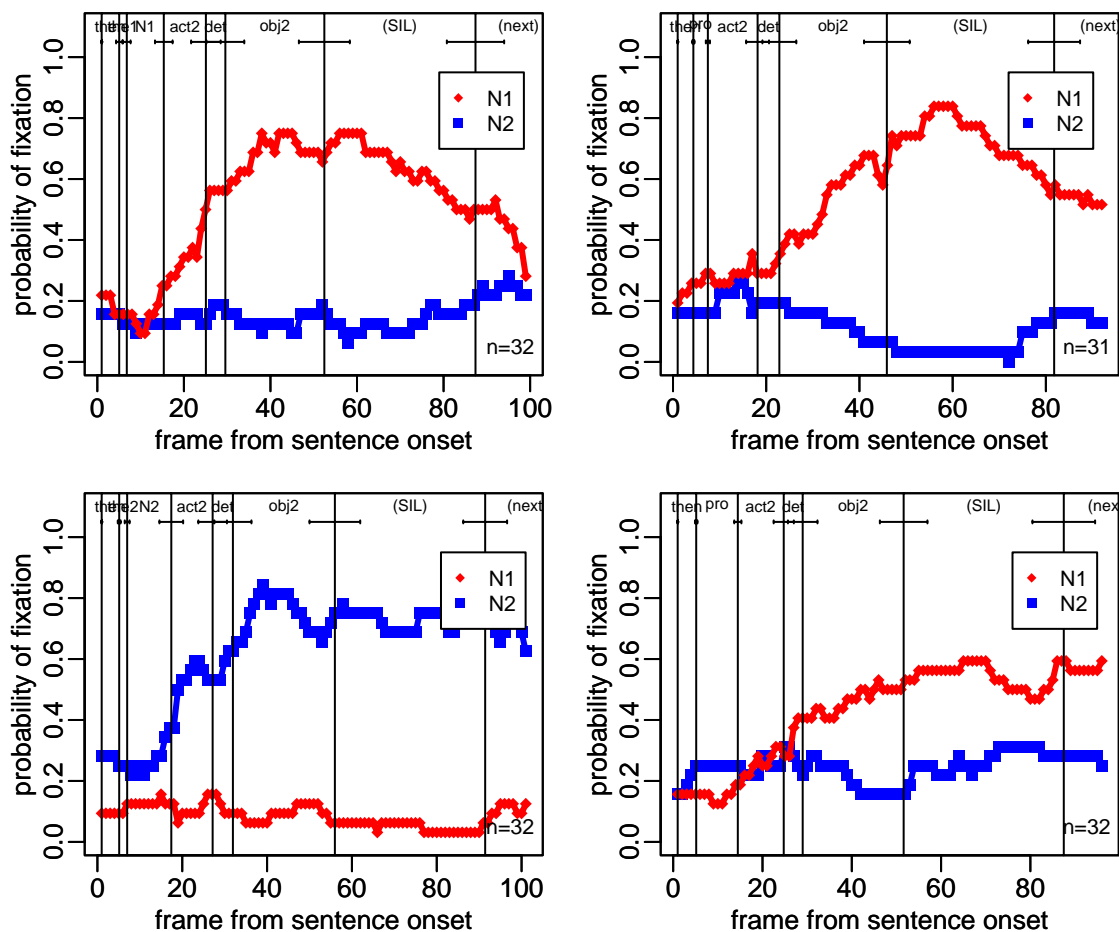 the1 N1 act2 det obj2 (SIL) (next)
probability of fixation
0.0 0.2 0.4 0.6 0.8 1.0
N1
N2
n=32
0 20 40 60 80 100
frame from sentence onset
the pro act2 det obj2 (SIL) (next)
probability of fixation
0.0 0.2 0.4 0.6 0.8 1.0
N1
N2
n=31
0 20 40 60 80
frame from sentence onset
the2 N2 act2 det obj2 (SIL) (next
probability of fixation
0.0 0.2 0.4 0.6 0.8 1.0
N1
N2
n=32
0 20 40 60 80 100
frame from sentence onset
then pro act2 det obj2 (SIL) (nex
probability of fixation
0.0 0.2 0.4 0.6 0.8 1.0
N1
N2
n=32
0 20 40 60 80
frame from sentence onset